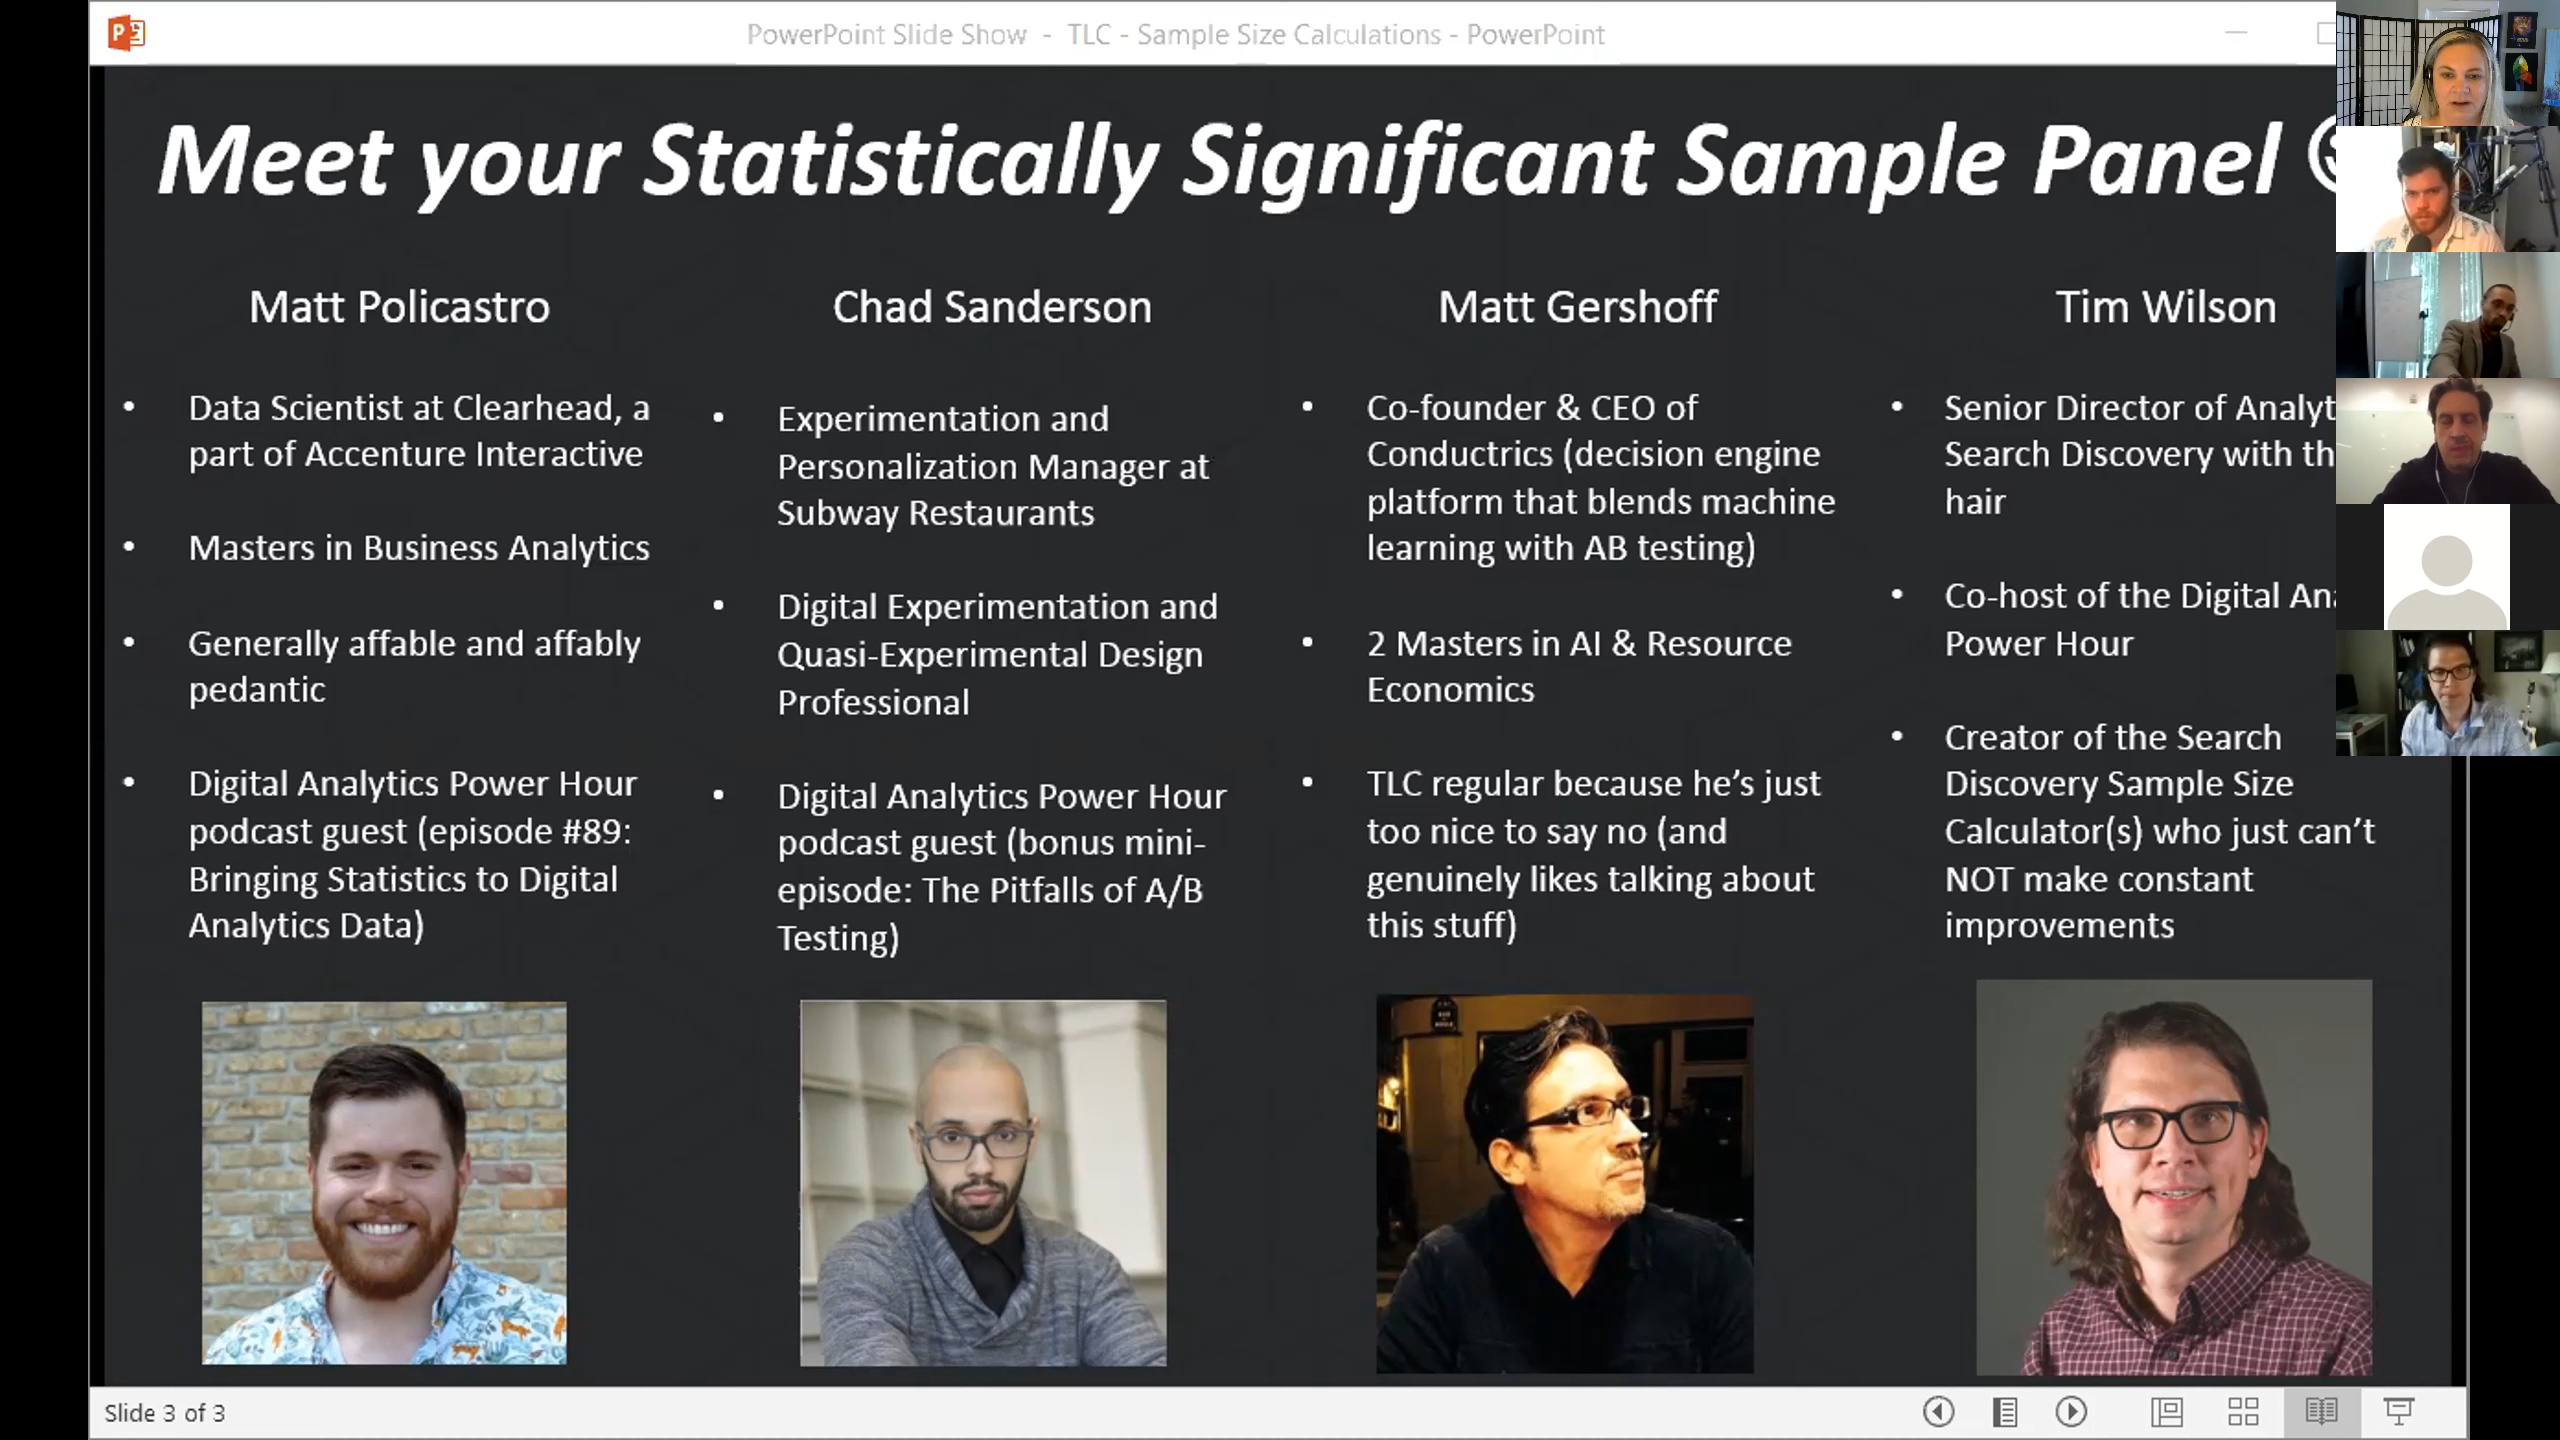 PowerPoint Slide Show - TLC - Sample Size Calculations - PowerPoint
Meet your Statistically Significant Sample Panel
Matt Policastro
• Data Scientist at Clearhead, a
part of Accenture Interactive
• Masters in Business Analytics
• Generally affable and affably
pedantic
• Digital Analytics Power Hour
podcast guest (episode #89:
Bringing Statistics to Digital
Analytics Data)
Chad Sanderson
• Experimentation and
Personalization Manager at
Subway Restaurants
• Digital Experimentation and
Quasi-Experimental Design
Professional
• Digital Analytics Power Hour
podcast guest (bonus mini-
episode: The Pitfalls of A/B
Testing)
Matt Gershoff
• Co-founder & CEO of
Conductrics (decision engine
platform that blends machine
learning with AB testing)
• 2 Masters in AI & Resource
Economics
• TLC regular because he's just
too nice to say no (and
genuinely likes talking about
this stuff)
Tim Wilson
• Senior Director of
Search Discovery with
hair
• Co-host of the Digital
Power Hour
• Creator of the Search
Discovery Sample Size
Calculator(s) who just can't
NOT make constant
improvements
Slide 3 of 3